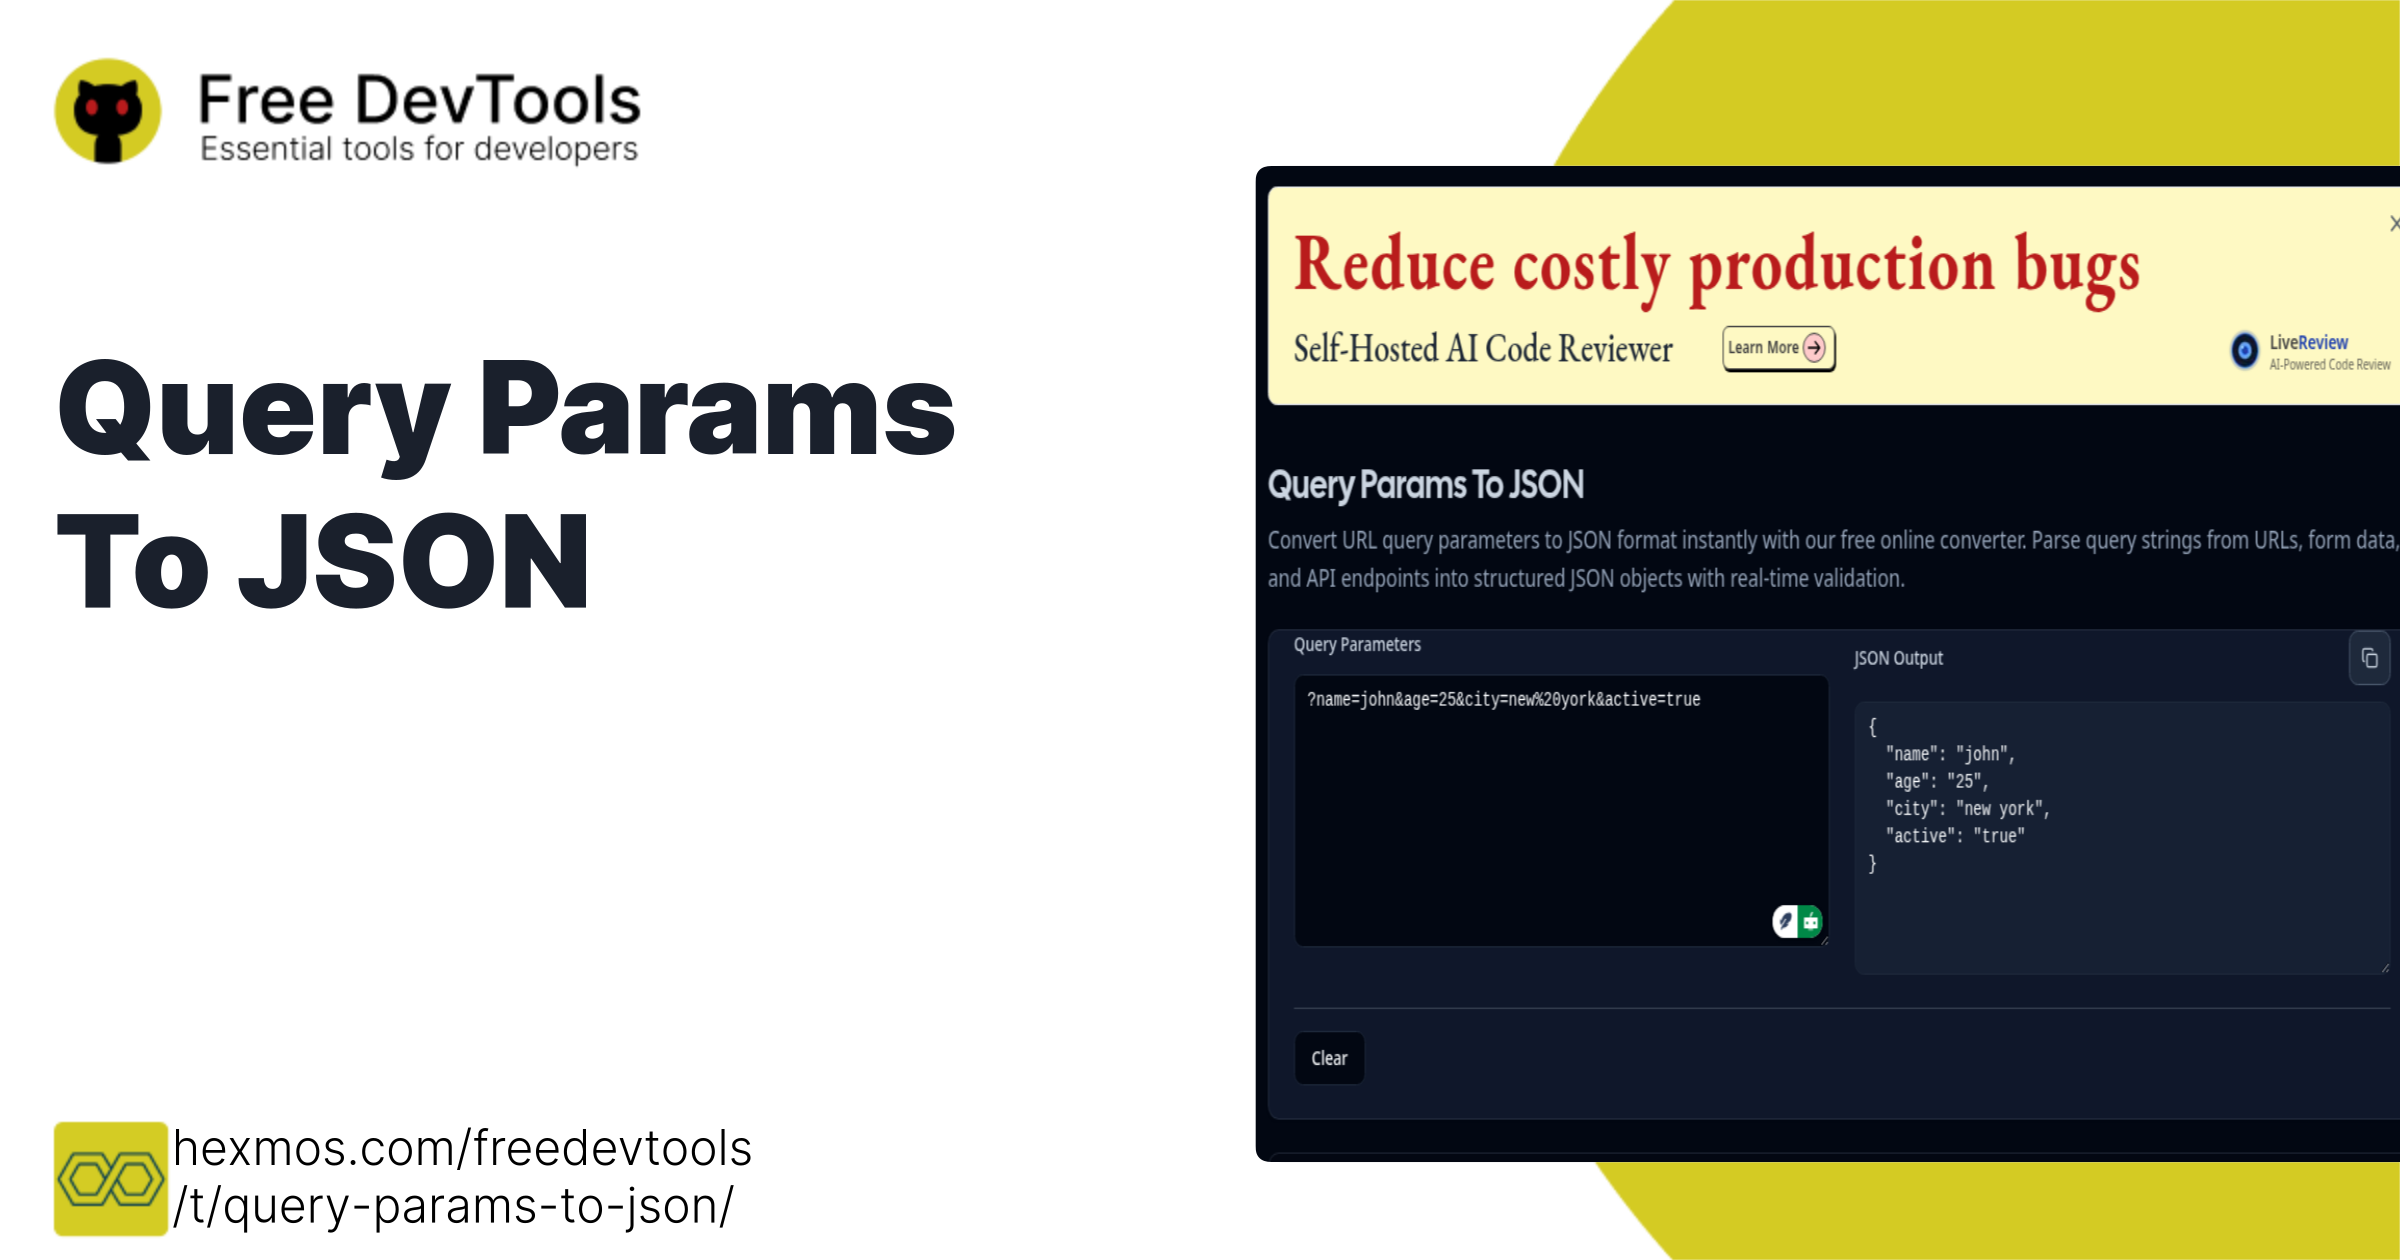 Free DevTools
Essential tools for developers
Query Params
To JSON
hexmos.com/freedevtools
/t/query-params-to-json/
Reduce costly production bugs
Self-Hosted AI Code Reviewer
Learn More
LiveReview
AI-Powered Code Review
Query Params To JSON
Convert URL query parameters to JSON format instantly with our free online converter. Parse query strings from URLs, form data,
and API endpoints into structured JSON objects with real-time validation.
Query Parameters
?name=john&age=25&city=new%20york&active=true
JSON Output
{
"name": "john",
"age": "25",
"city": "new york",
"active": "true"
}
Clear